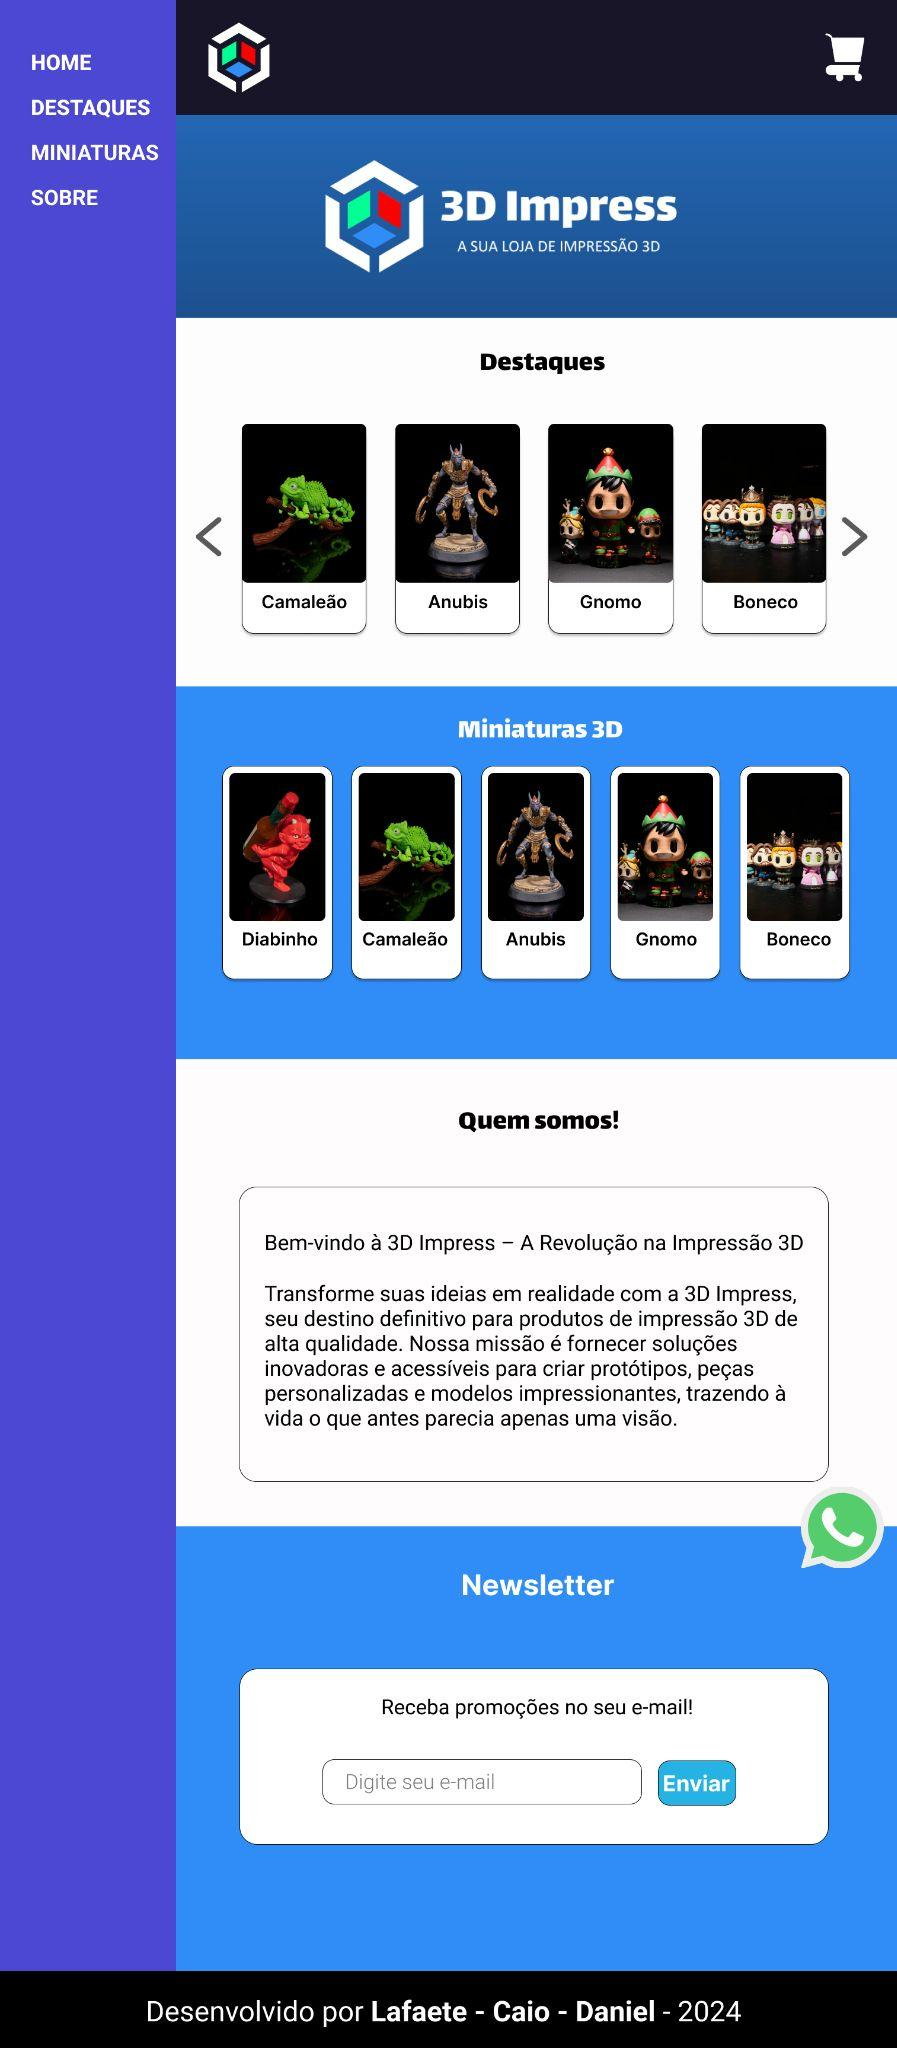 HOME
DESTAQUES
MINIATURAS
SOBRE
3D Impress
A SUA LOJA DE IMPRESSÃO 3D
Destaques
Camaleão
Anubis
Gnomo
Boneco
Miniaturas 3D
Diabinho
Camaleão
Anubis
Gnomo
Boneco
Quem somos!
Bem-vindo à 3D Impress – A Revolução na Impressão 3D
Transforme suas ideias em realidade com a 3D Impress,
seu destino definitivo para produtos de impressão 3D de
alta qualidade. Nossa missão é fornecer soluções
inovadoras e acessíveis para criar protótipos, peças
personalizadas e modelos impressionantes, trazendo à
vida o que antes parecia apenas uma visão.
Newsletter
Receba promoções no seu e-mail!
Digite seu e-mail
Enviar
Desenvolvido por Lafaete - Caio - Daniel - 2024